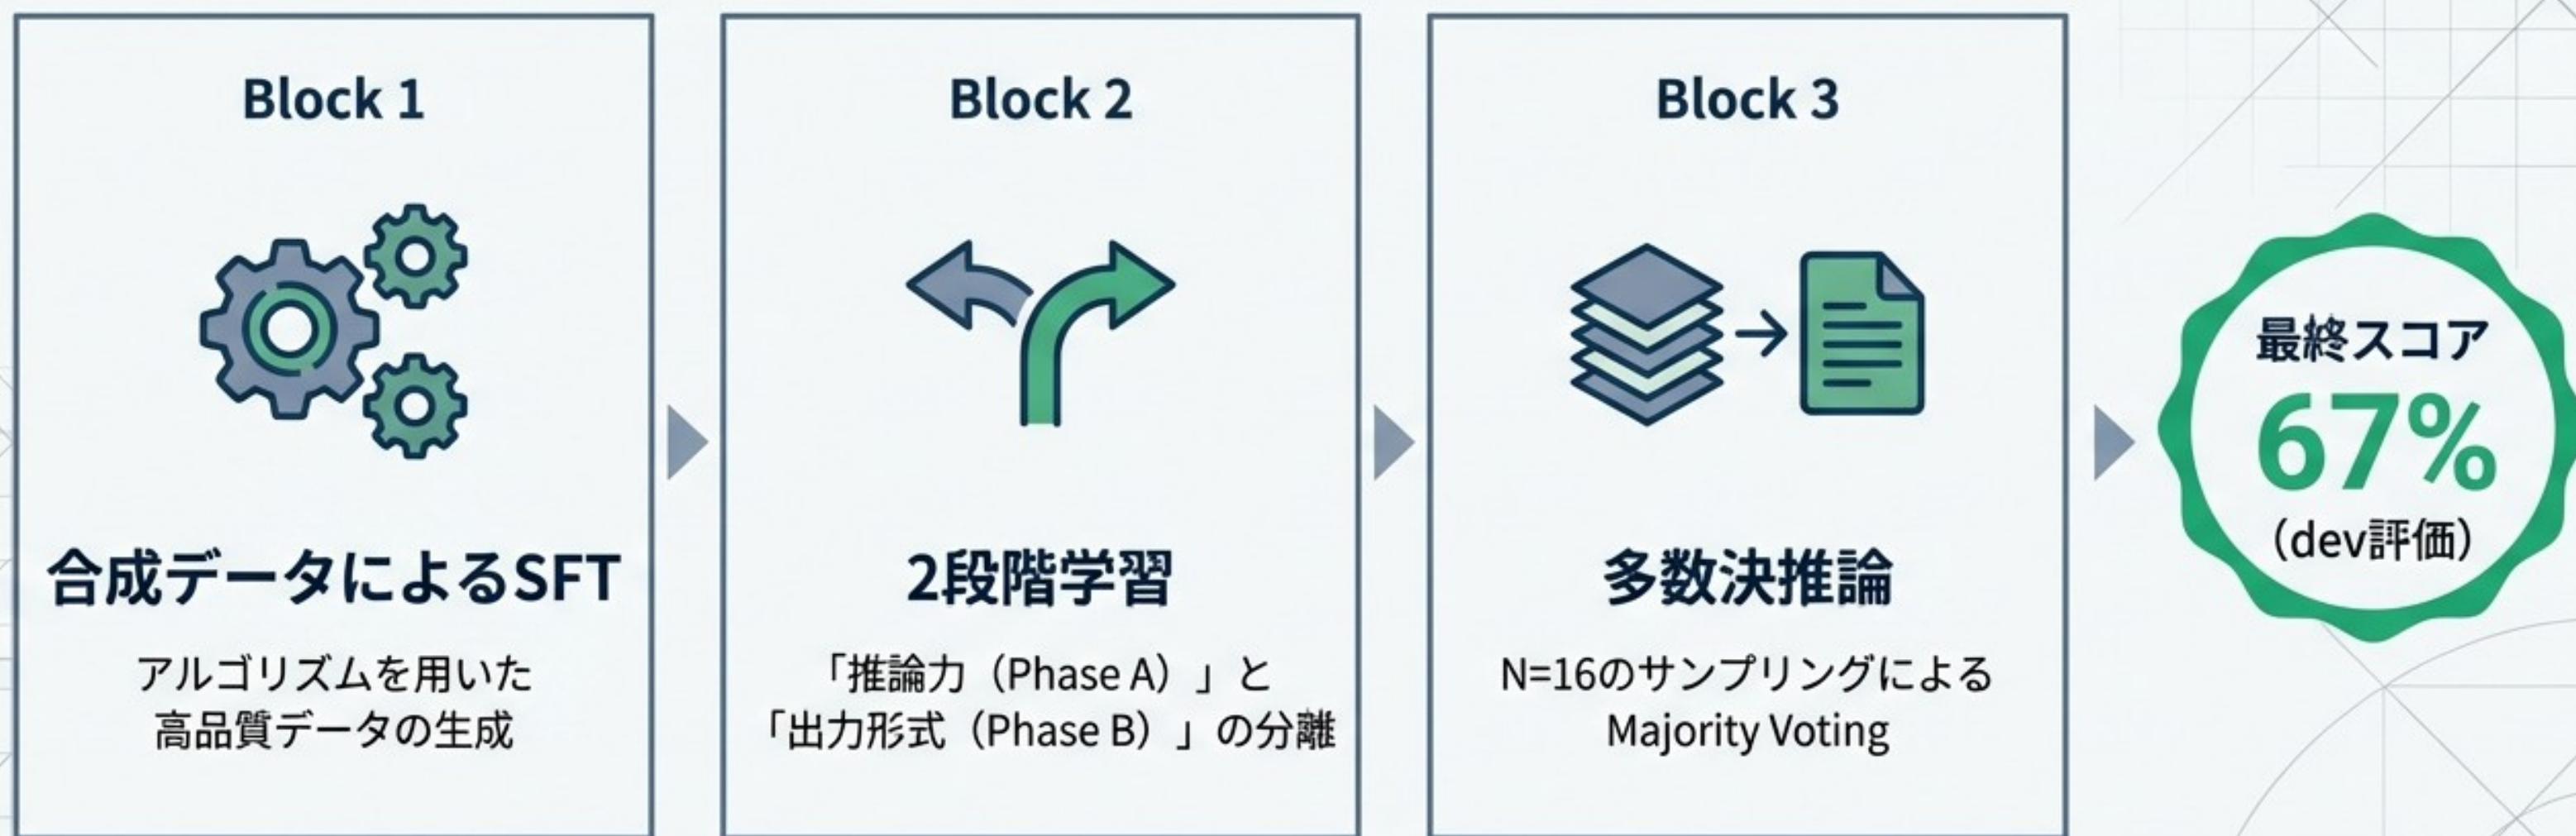 Block 1
合成データによるSFT
アルゴリズムを用いた
高品質データの生成
Block 2
2段階学習
「推論力（Phase A）」と
「出力形式（Phase B）」の分離
Block 3
多数決推論
N=16のサンプリングによる
Majority Voting
最終スコア
67%
（dev評価）